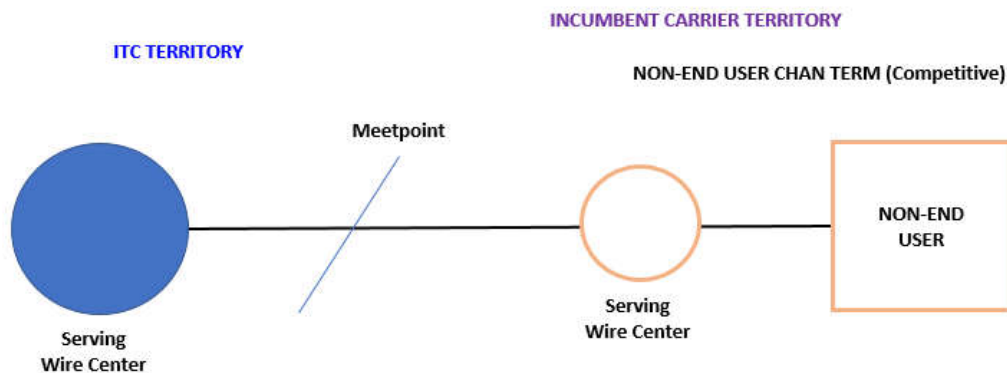 INCUMBENT CARRIER TERRITORY
ITC TERRITORY
NON-END USER CHAN TERM (Competitive)
Meetpoint
NON-END
USER
Serving
Wire Center
Serving
Wire Center